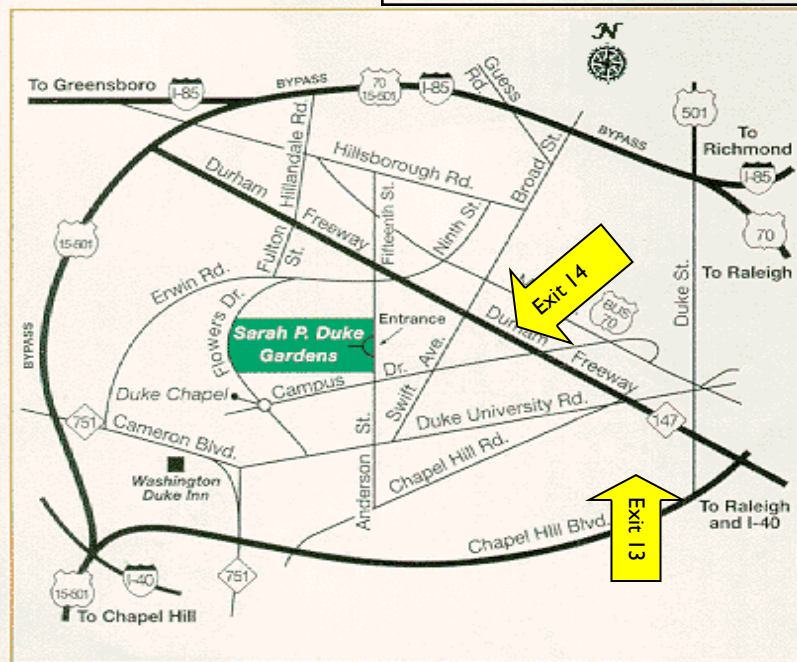 N
To Greensboro
I-85
BYPASS
70
15-501
I-85
Guess
Rd.
BYPASS
501
To
Richmond
I-85
70
To Raleigh
Hillandale Rd.
Hillsborough Rd.
Broad St.
Durham
Freeway
Fifteenth St.
Ninth St.
Fulton
St.
15-501
Erwin Rd.
Flowers Dr.
Exit 14
BUS
70
Duke St.
Sarah P. Duke
Gardens
Entrance
Durham
Freeway
BYPASS
Duke Chapel
Campus
Dr.
Swift
Ave.
Duke University Rd.
751
Cameron Blvd.
Washington
Duke Inn
Anderson
St.
Chapel Hill Rd.
147
Exit 13
To Raleigh
and I-40
Chapel Hill Blvd.
I-40
751
15-501
To Chapel Hill